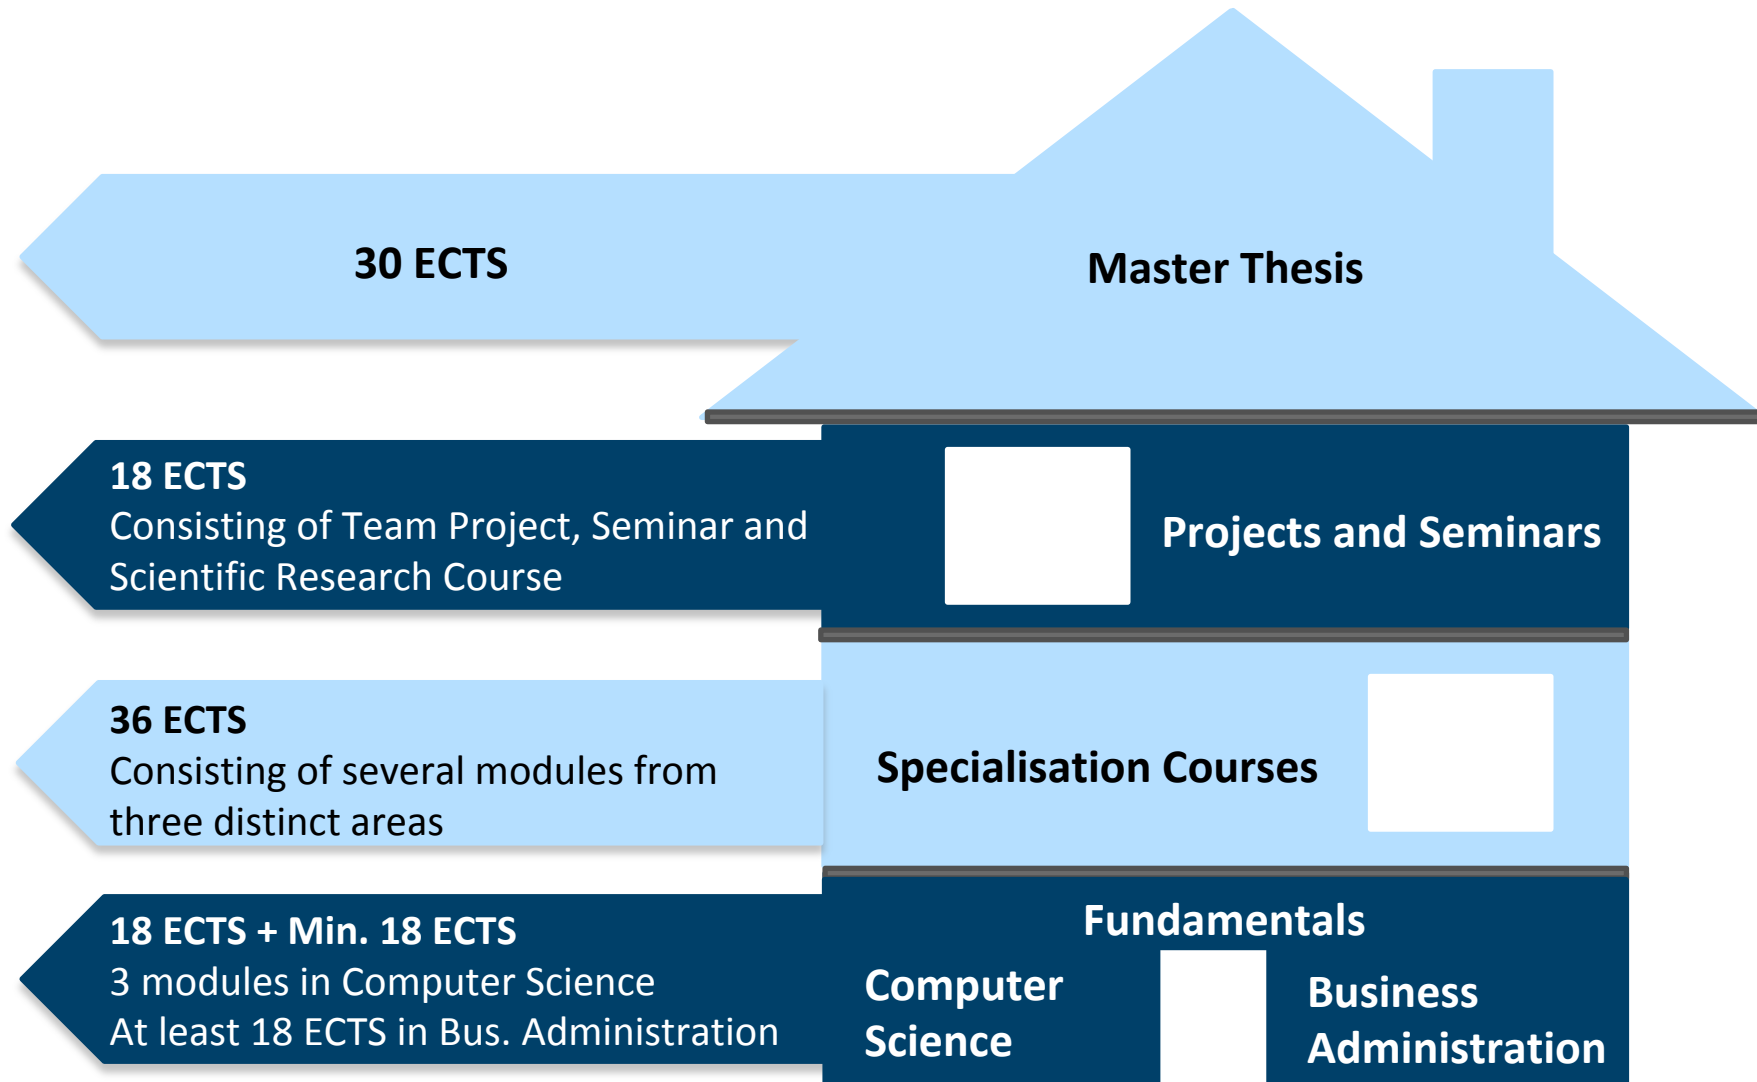 30 ECTS
Master Thesis
18 ECTS
Consisting of Team Project, Seminar and
Scientific Research Course
Projects and Seminars
36 ECTS
Consisting of several modules from
three distinct areas
Specialisation Courses
18 ECTS + Min. 18 ECTS
3 modules in Computer Science
At least 18 ECTS in Bus. Administration
Fundamentals
Computer
Science
Business
Administration